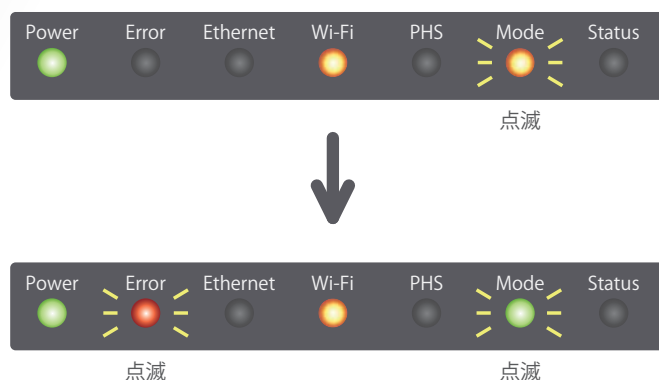 Power Error Ethernet Wi-Fi PHS Mode Status
点滅
Power Error Ethernet Wi-Fi PHS Mode Status
点滅 点滅